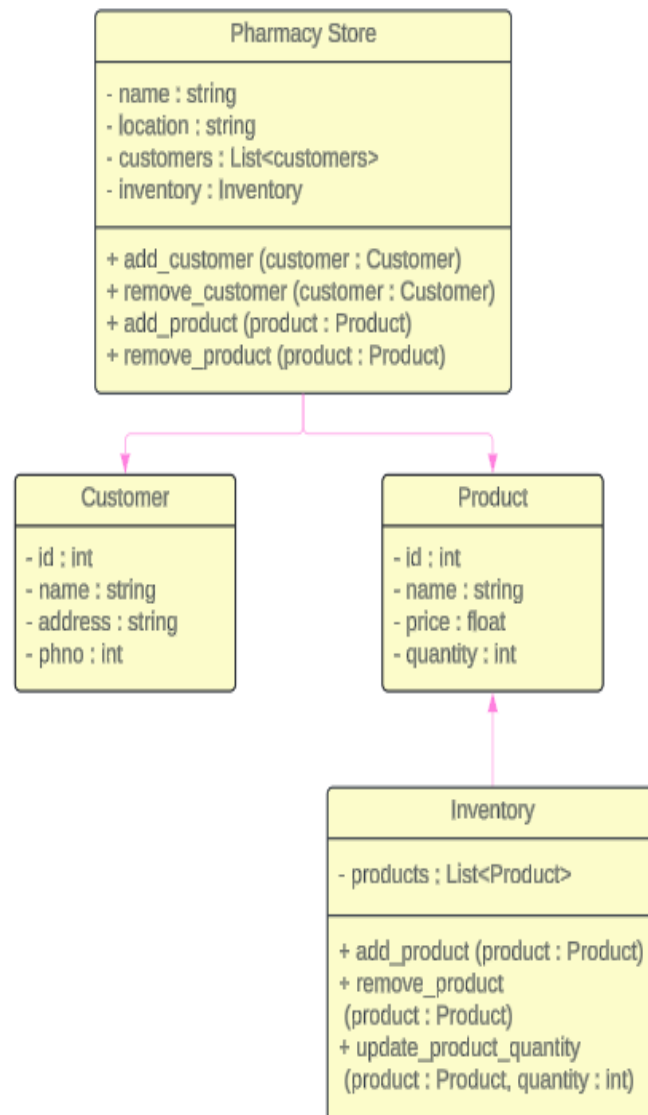 Pharmacy Store
- name : string
- location : string
- customers : List<customers>
- inventory : Inventory
+ add_customer (customer : Customer)
+ remove_customer (customer : Customer)
+ add_product (product : Product)
+ remove_product (product : Product)
Customer
- id : int
- name : string
- address : string
- phno : int
Product
- id : int
- name : string
- price : float
- quantity : int
Inventory
- products : List<Product>
+ add_product (product : Product)
+ remove_product
(product : Product)
+ update_product_quantity
(product : Product, quantity : int)